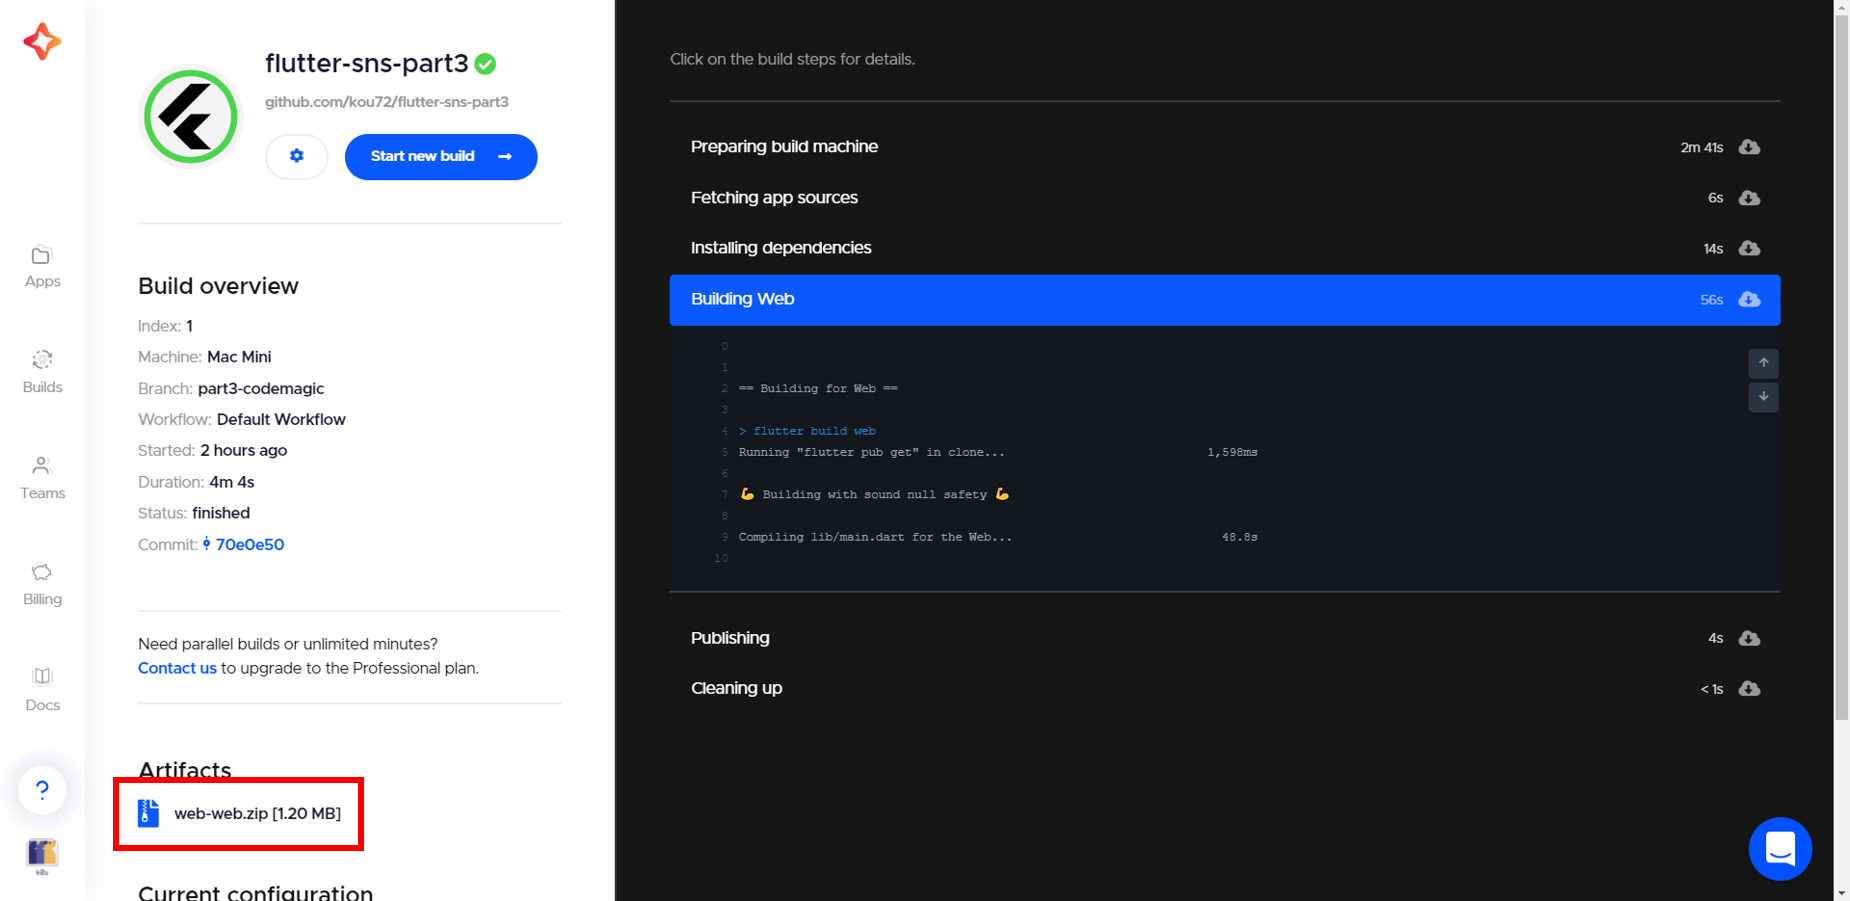 flutter-sns-part3
github.com/kou72/flutter-sns-part3
Start new build →
Apps
Builds
Teams
Billing
Docs
?
k0u
Build overview
Index: 1
Machine: Mac Mini
Branch: part3-codemagic
Workflow: Default Workflow
Started: 2 hours ago
Duration: 4m 4s
Status: finished
Commit: 70e0e50
Need parallel builds or unlimited minutes?
Contact us to upgrade to the Professional plan.
Artifacts
web-web.zip [1.20 MB]
Current configuration
Click on the build steps for details.
Preparing build machine 2m 41s
Fetching app sources 6s
Installing dependencies 14s
Building Web 56s
0
1
2 == Building for Web ==
3
4 > flutter build web
5 Running "flutter pub get" in clone... 1,598ms
6
7 💪 Building with sound null safety 💪
8
9 Compiling lib/main.dart for the Web... 48.8s
10
Publishing 4s
Cleaning up < 1s